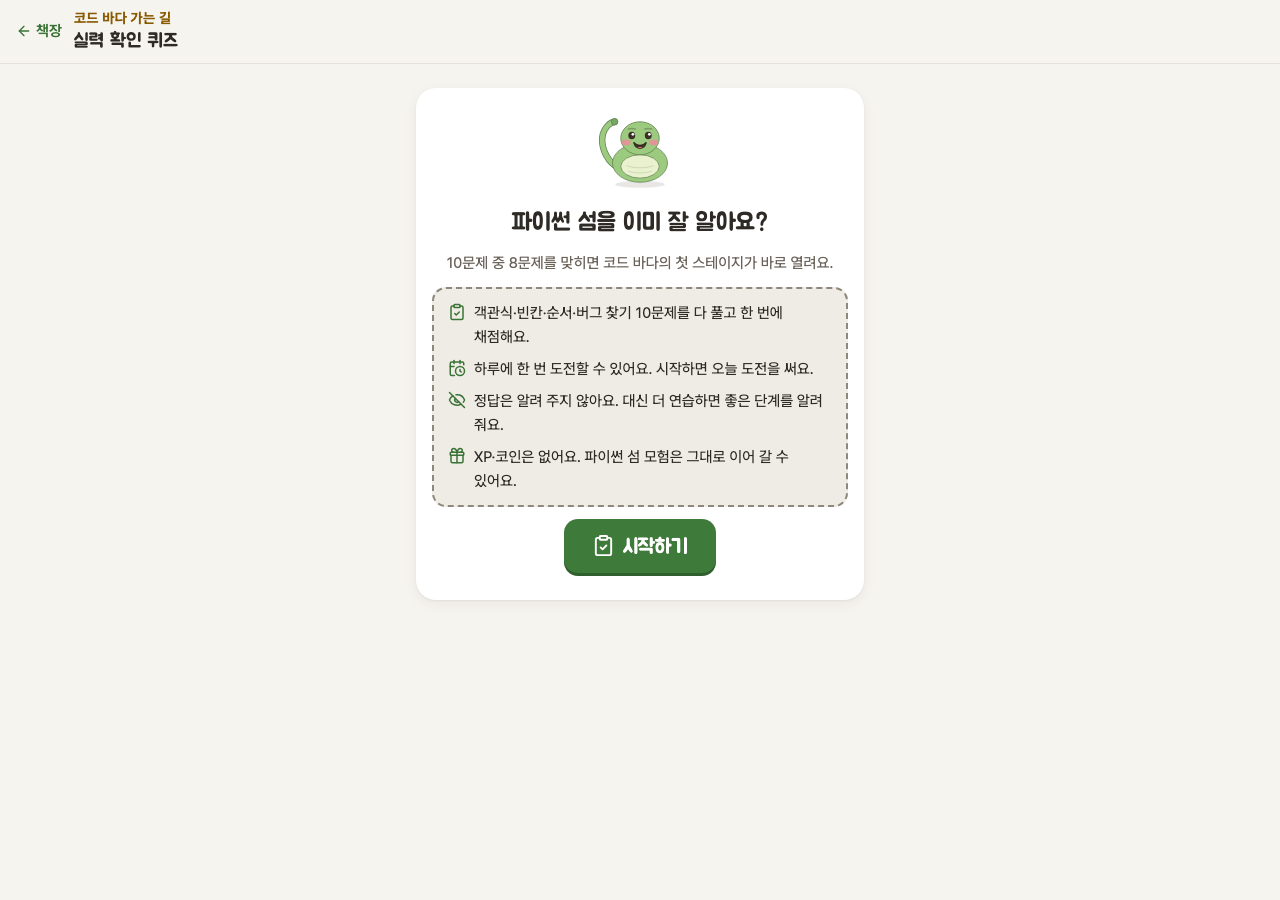 책장
코드 바다 가는 길
실력 확인 퀴즈
파이썬 섬을 이미 잘 알아요?
10문제 중 8문제를 맞히면 코드 바다의 첫 스테이지가 바로 열려요.
객관식·빈칸·순서·버그 찾기 10문제를 다 풀고 한 번에
채점해요.
하루에 한 번 도전할 수 있어요. 시작하면 오늘 도전을 써요.
정답은 알려 주지 않아요. 대신 더 연습하면 좋은 단계를 알려
줘요.
XP·코인은 없어요. 파이썬 섬 모험은 그대로 이어 갈 수
있어요.
시작하기